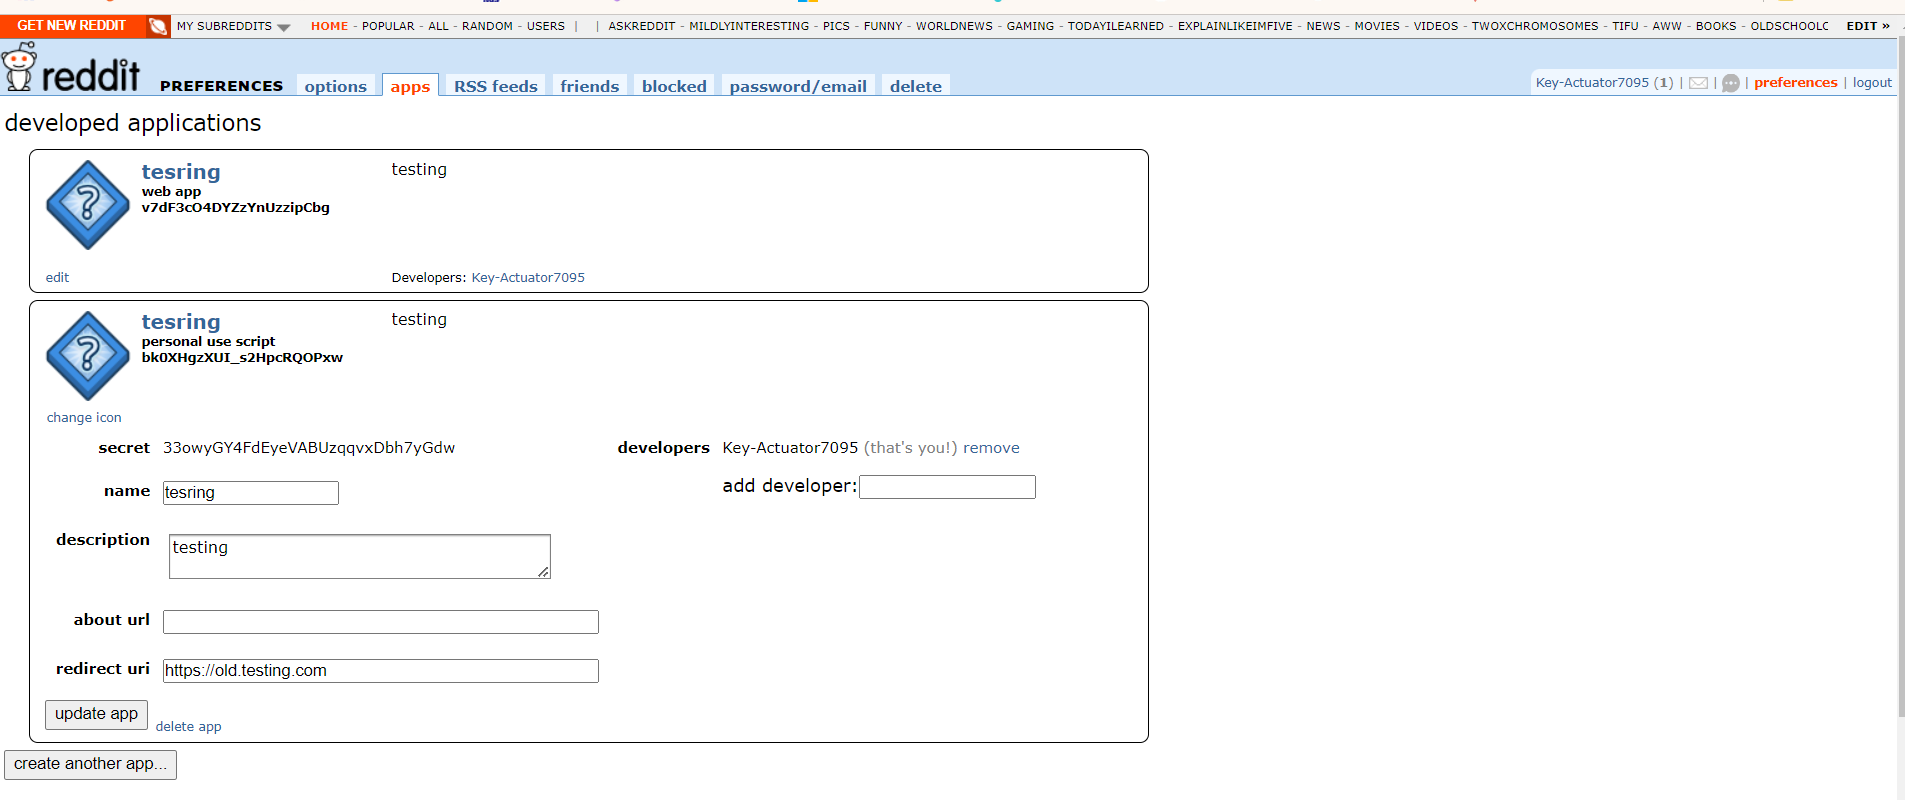 GET NEW REDDIT MY SUBREDDITS HOME - POPULAR - ALL - RANDOM - USERS | | ASKREDDIT - MILDLYINTERESTING - PICS - FUNNY - WORLDNEWS - GAMING - TODAYILEARNED - EXPLAINLIKEIMFIVE - NEWS - MOVIES - VIDEOS - TWOXCHROMOSOMES - TIFU - AWW - BOOKS - OLDSCHOOLC EDIT »
reddit PREFERENCES options apps RSS feeds friends blocked password/email delete Key-Actuator7095 (1) | | | preferences | logout
developed applications
tesring testing
web app
v7dF3cO4DYZzYnUzzipCbg
edit Developers: Key-Actuator7095
tesring testing
personal use script
bk0XHgzXUI_s2HpcRQOPxw
change icon
secret 33owyGY4FdEyeVABUzqqvxDbh7yGdw developers Key-Actuator7095 (that's you!) remove
name tesring add developer:
description testing
about url
redirect uri https://old.testing.com
update app delete app
create another app...